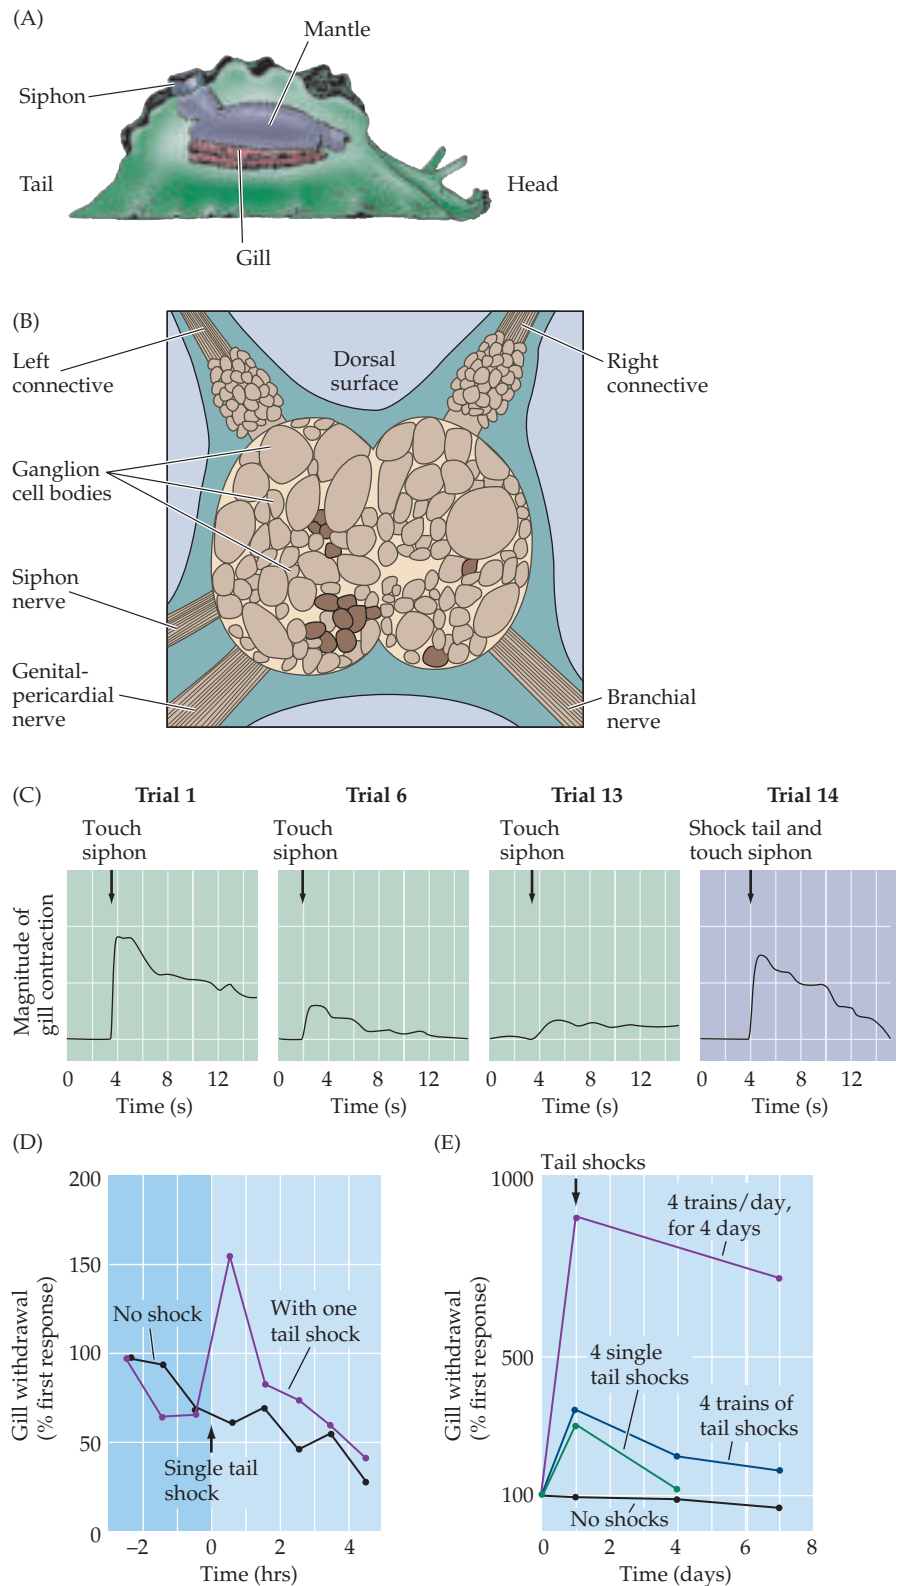 (A)
Mantle
Siphon
Tail
Head
Gill
(B)
Left
connective
Dorsal
surface
Right
connective
Ganglion
cell bodies
Siphon
nerve
Genital-
pericardial
nerve
Branchial
nerve
(C)
Trial 1
Trial 6
Trial 13
Trial 14
Touch
siphon
Touch
siphon
Touch
siphon
Shock tail and
touch siphon
Magnitude of
gill contraction
0 4 8 12
Time (s)
0 4 8 12
Time (s)
0 4 8 12
Time (s)
0 4 8 12
Time (s)
(D)
200
150
100
50
0
Gill withdrawal
(% first response)
No shock
With one
tail shock
Single tail
shock
–2 0 2 4
Time (hrs)
(E)
Tail shocks
1000
500
100
Gill withdrawal
(% first response)
4 trains/day,
for 4 days
4 single
tail shocks
4 trains of
tail shocks
No shocks
0 2 4 6 8
Time (days)